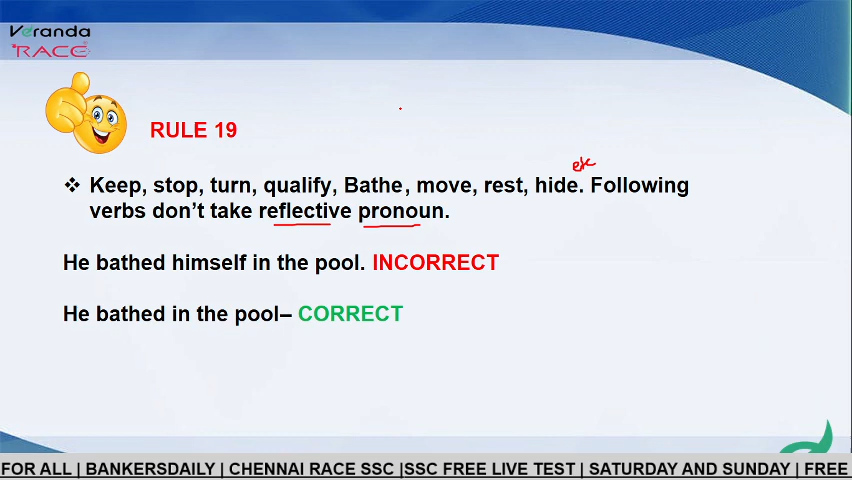 Veranda
RACE
RULE 19
etc
❖ Keep, stop, turn, qualify, Bathe, move, rest, hide. Following
verbs don’t take reflective pronoun.
He bathed himself in the pool. INCORRECT
He bathed in the pool– CORRECT
FOR ALL | BANKERSDAILY | CHENNAI RACE SSC |SSC FREE LIVE TEST | SATURDAY AND SUNDAY | FREE